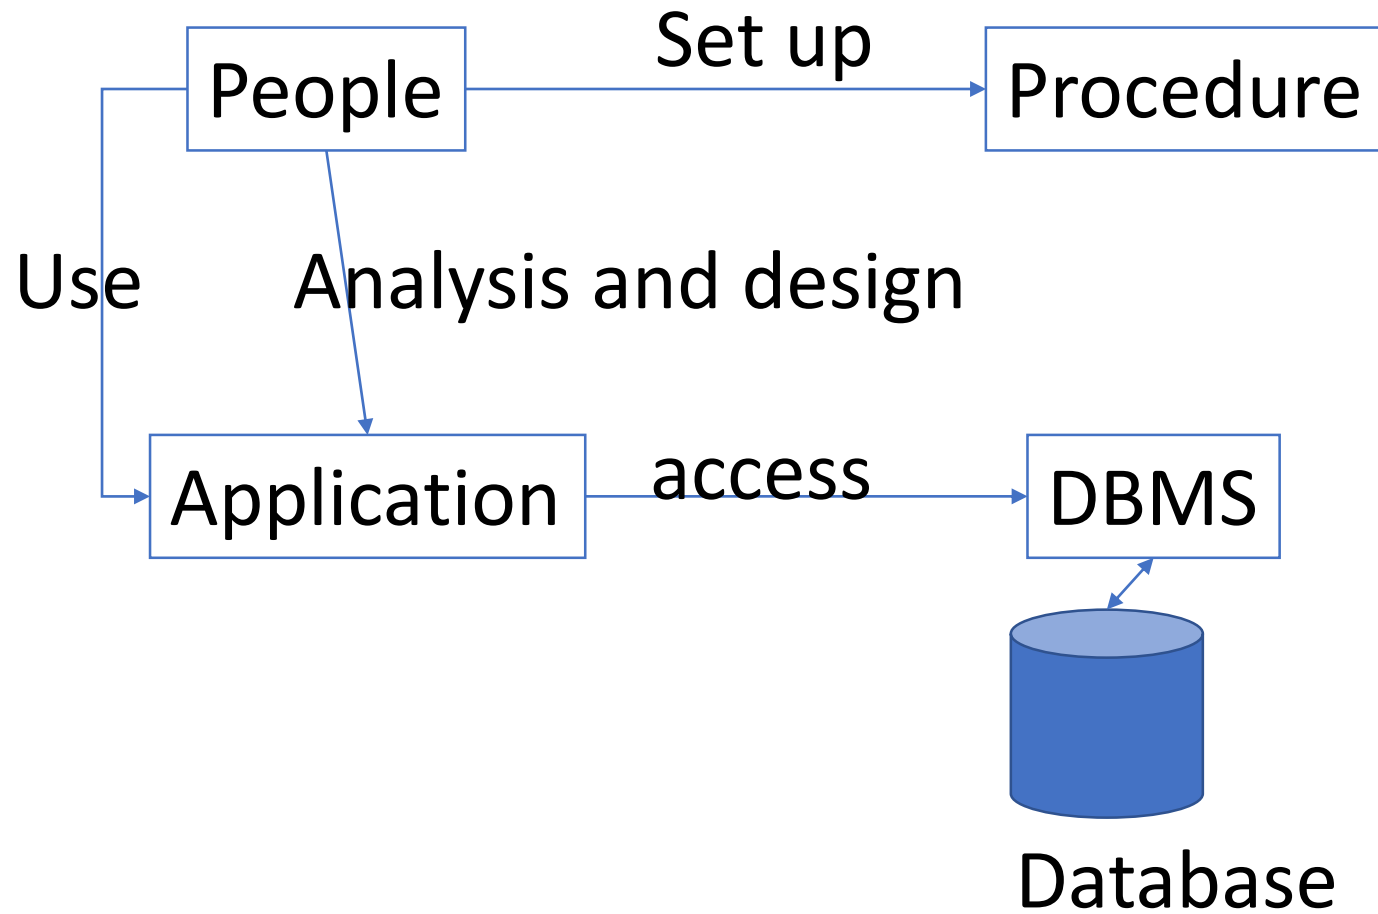 Set up
People
Procedure
Use
Analysis and design
access
Application
DBMS
Database